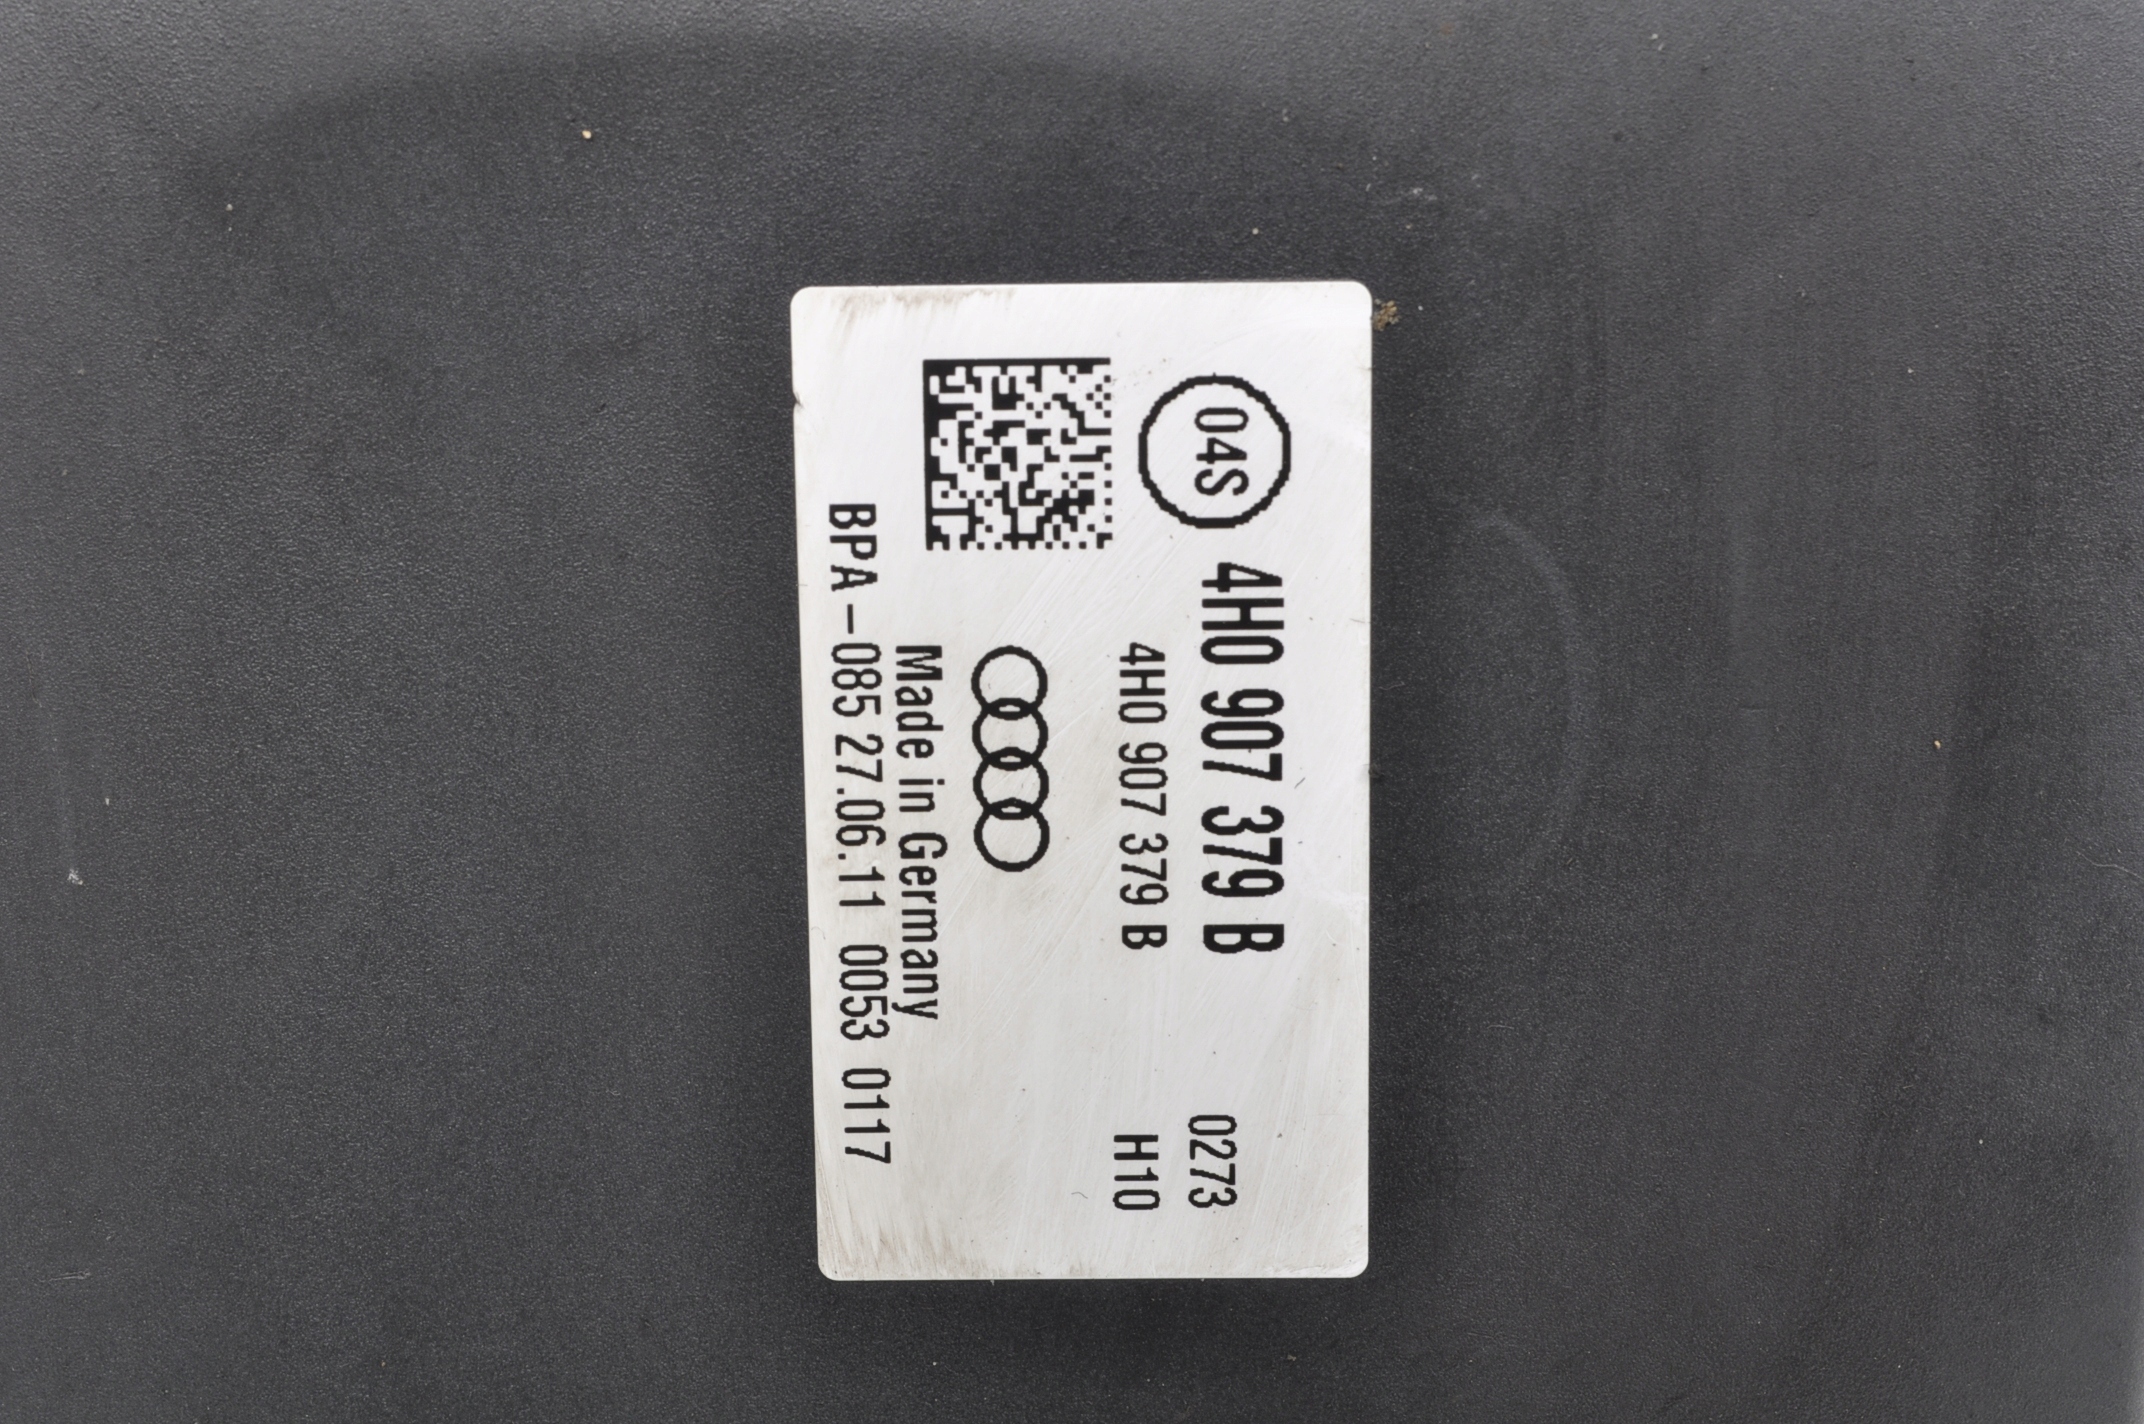 04S
4H0 907 379 B
0273
4H0 907 379 B
H10
Made in Germany
BPA-085 27.06.11 0053 0117